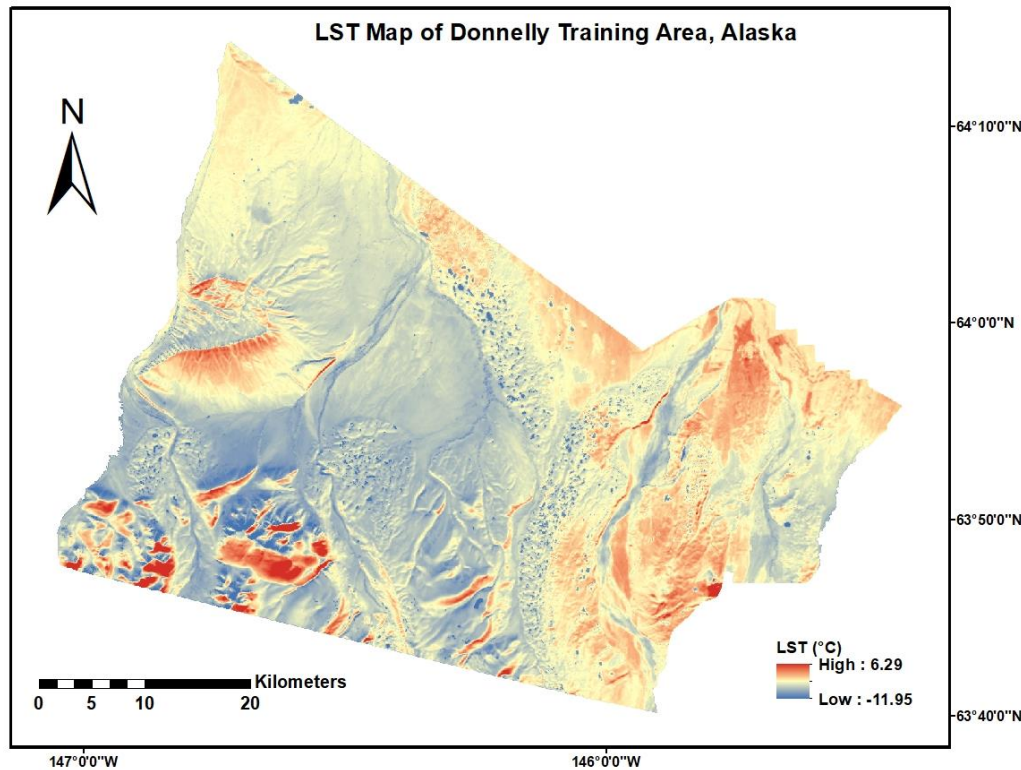 LST Map of Donnelly Training Area, Alaska
N
64°10'0"N
64°0'0"N
63°50'0"N
LST (°C)
High : 6.29
Low : -11.95
Kilometers
0 5 10 20
63°40'0"N
147°0'0"W 146°0'0"W